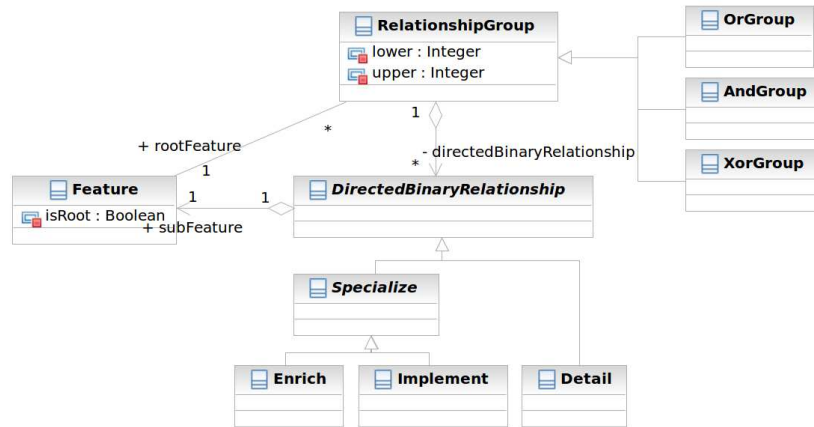 RelationshipGroup
lower : Integer
upper : Integer
OrGroup
AndGroup
XorGroup
+ rootFeature
1
*
1
- directedBinaryRelationship
*
Feature
isRoot : Boolean
1
+ subFeature
1
DirectedBinaryRelationship
Specialize
Enrich
Implement
Detail